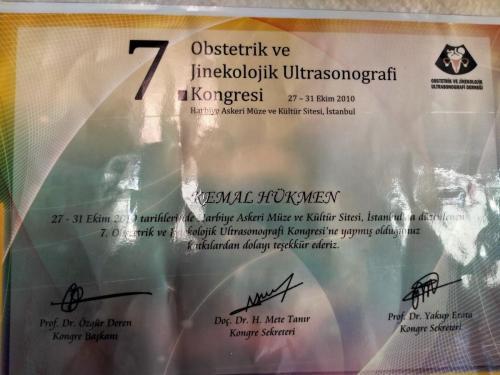 7.
Obstetrik ve
Jinekolojik Ultrasonografi
Kongresi 27 - 31 Ekim 2010
Harbiye Askeri Müze ve Kültür Sitesi, İstanbul
OBSTETRİK VE JİNEKOLOJİK
ULTRASONOGRAFİ DERNEĞİ
KEMAL HÜKMEN
27 - 31 Ekim 2010 tarihlerinde Harbiye Askeri Müze ve Kültür Sitesi, İstanbul'da düzenlenen
7. Obstetrik ve Jinekolojik Ultrasonografi Kongresi'ne yapmış olduğunuz
katkılardan dolayı teşekkür ederiz.
Prof. Dr. Özgür Deren
Kongre Başkanı
Doç. Dr. H. Mete Tanır
Kongre Sekreteri
Prof. Dr. Yakup Erata
Kongre Sekreteri